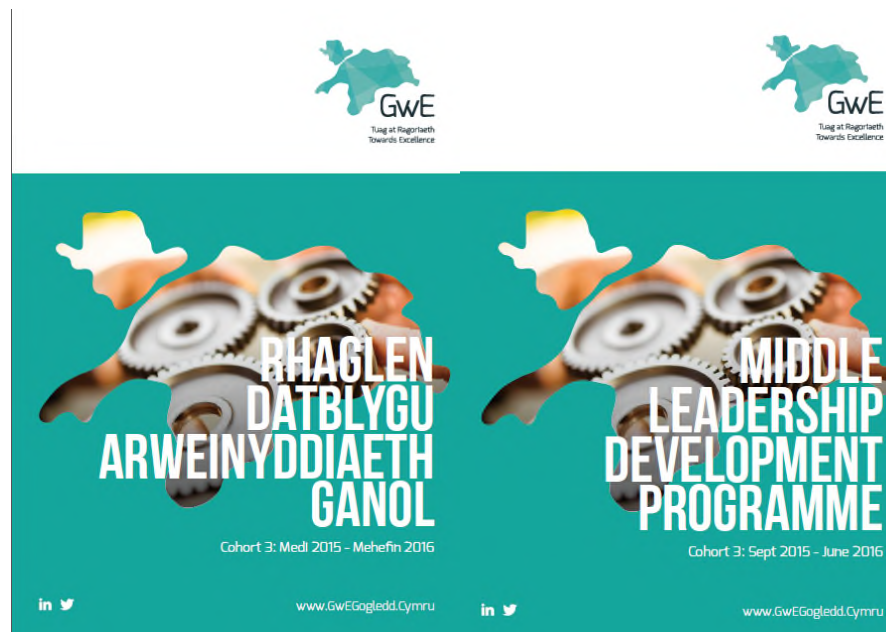 GwE
Tuag at Ragoriaeth
Towards Excellence
RHAGLEN
DATBLYGU
ARWEINYDDIAETH
GANOL
Cohort 3: Medi 2015 - Mehefin 2016
www.GwEGogledd.Cymru
GwE
Tuag at Ragoriaeth
Towards Excellence
MIDDLE
LEADERSHIP
DEVELOPMENT
PROGRAMME
Cohort 3: Sept 2015 - June 2016
www.GwEGogledd.Cymru